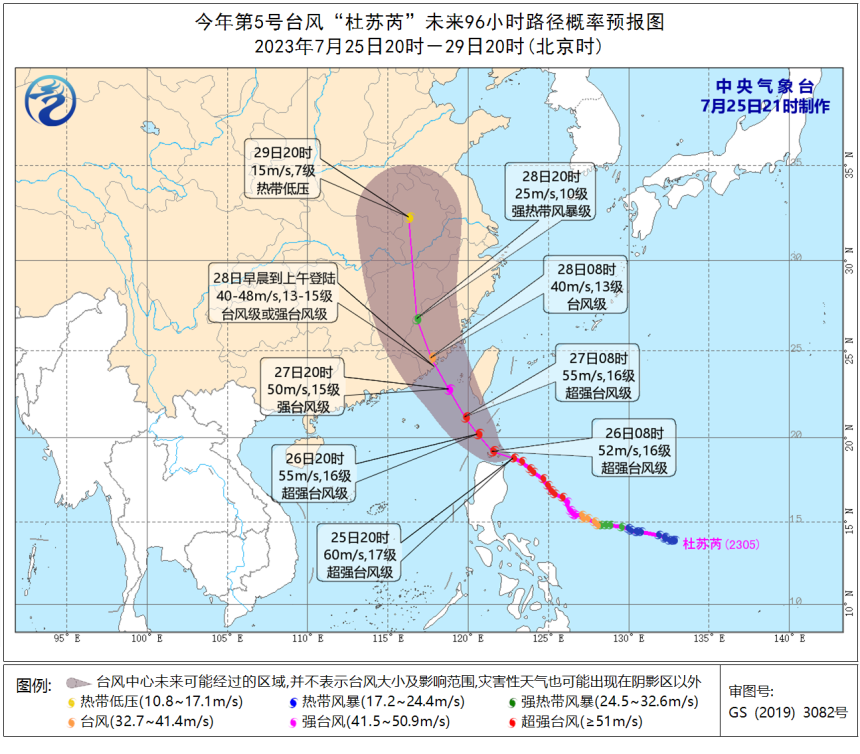 今年第5号台风“杜苏芮”未来96小时路径概率预报图
2023年7月25日20时－29日20时(北京时)
中央气象台
7月25日21时制作
29日20时
15m/s,7级
热带低压
28日20时
25m/s,10级
强热带风暴级
28日早晨到上午登陆
40-48m/s,13-15级
台风级或强台风级
28日08时
40m/s,13级
台风级
27日20时
50m/s,15级
强台风级
27日08时
55m/s,16级
超强台风级
26日20时
55m/s,16级
超强台风级
26日08时
52m/s,16级
超强台风级
25日20时
60m/s,17级
超强台风级
杜苏芮(2305)
35° N
30° N
25° N
20° N
15° N
10° N
35
30
25
20
15
10
95° E
100° E
105° E
110° E
115° E
120° E
125° E
130° E
135° E
140° E
图例:
台风中心未来可能经过的区域,并不表示台风大小及影响范围,灾害性天气也可能出现在阴影区以外
热带低压(10.8~17.1m/s)
热带风暴(17.2~24.4m/s)
强热带风暴(24.5~32.6m/s)
台风(32.7~41.4m/s)
强台风(41.5~50.9m/s)
超强台风(≥51m/s)
审图号:
GS (2019) 3082号